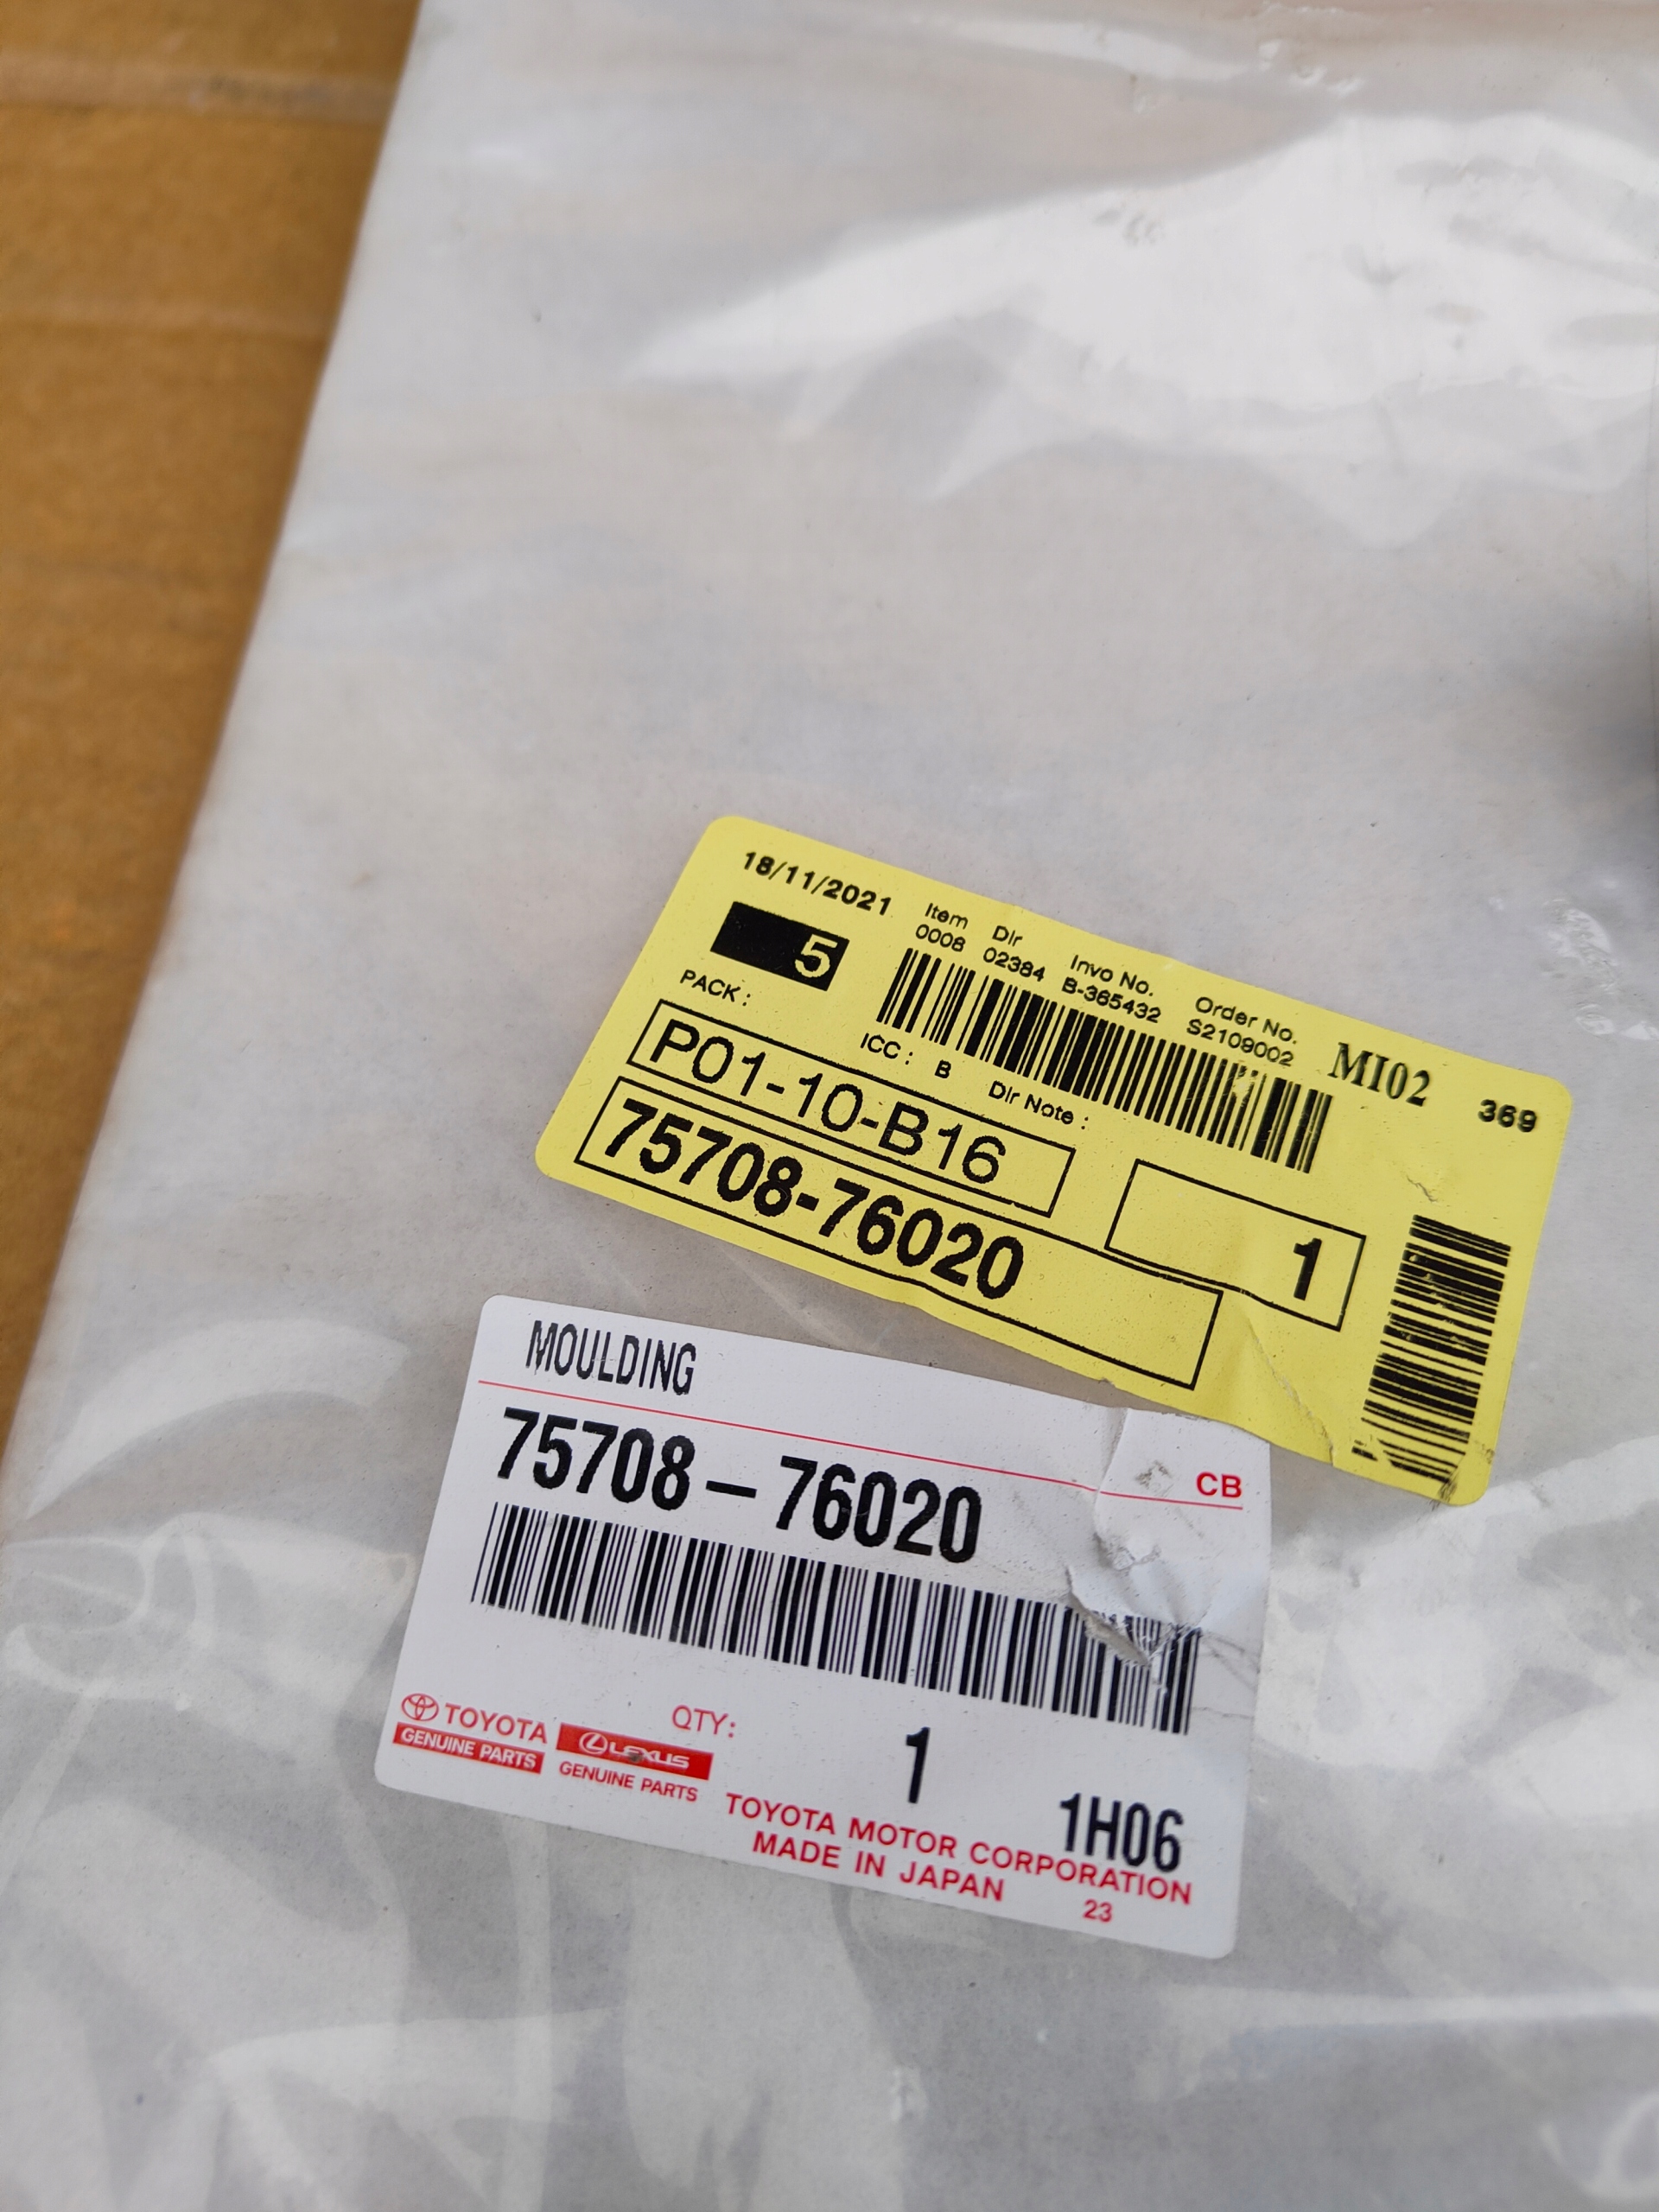 18/11/2021
Item Dlr Invo No. Order No.
0008 02384 B-365432 S2109002 MI02 369
5
PACK :
ICC : B Dlr Note :
P01-10-B16
1
75708-76020
MOULDING
CB
75708-76020
TOYOTA
GENUINE PARTS
LEXUS
GENUINE PARTS
QTY: 1
1H06
TOYOTA MOTOR CORPORATION
MADE IN JAPAN 23